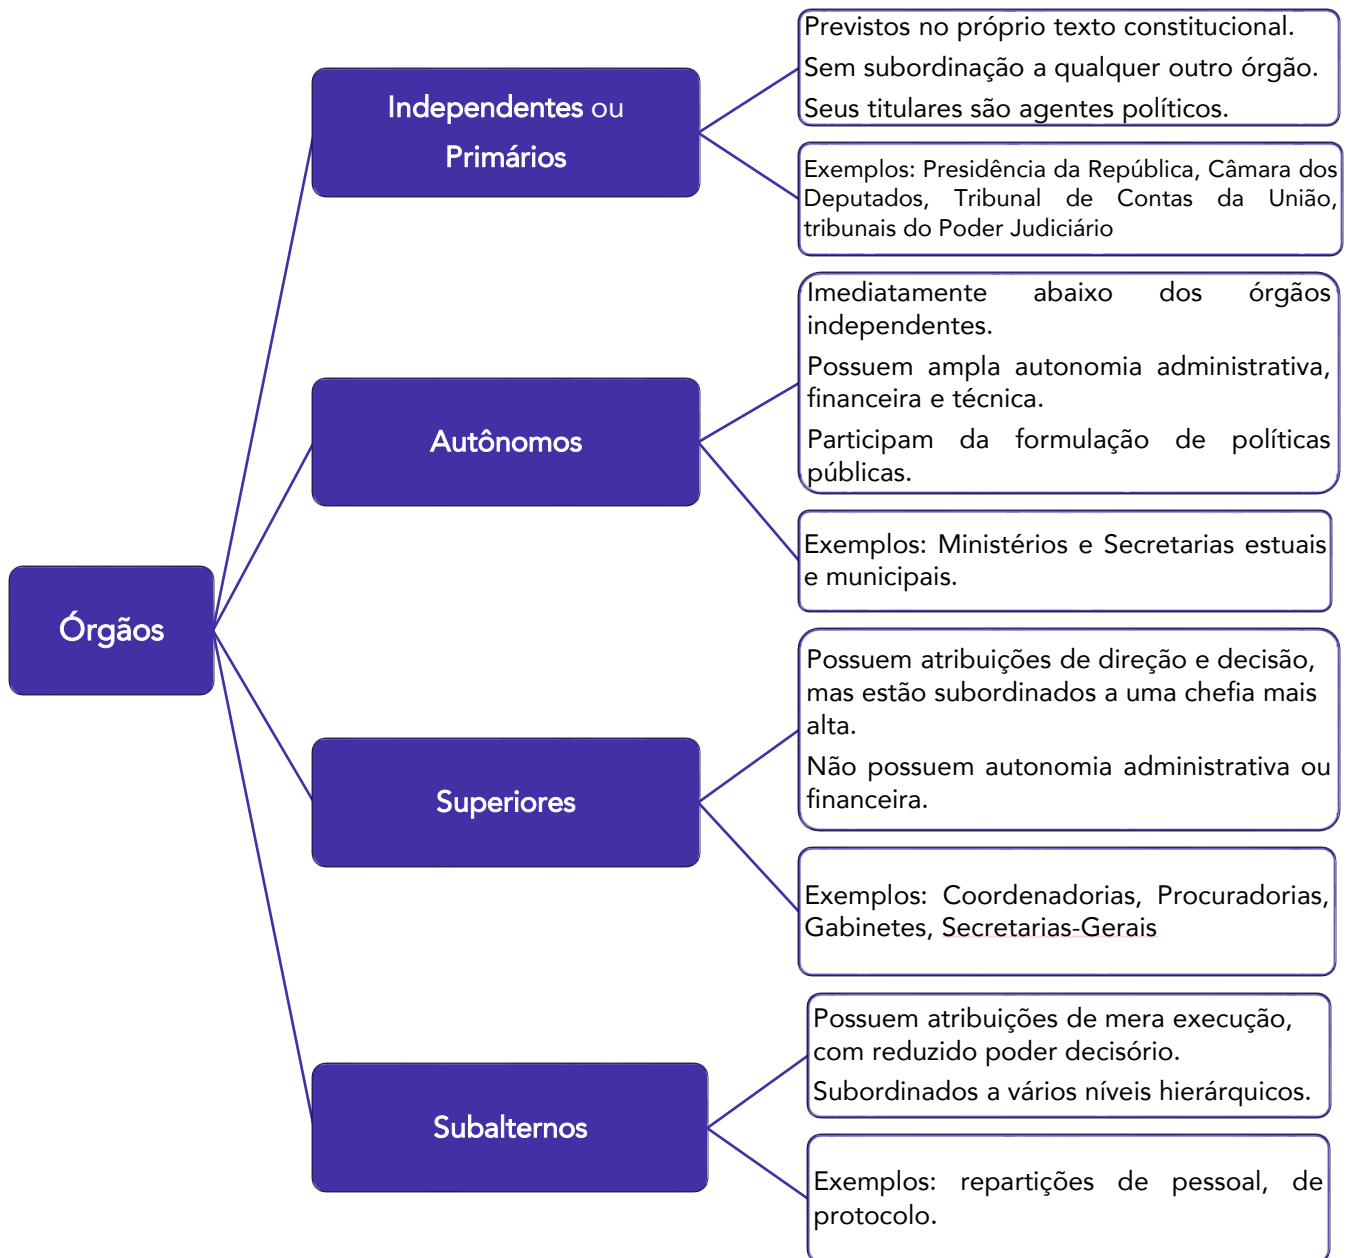 Órgãos
Independentes ou
Primários
Previstos no próprio texto constitucional.
Sem subordinação a qualquer outro órgão.
Seus titulares são agentes políticos.
Exemplos: Presidência da República, Câmara dos
Deputados, Tribunal de Contas da União,
tribunais do Poder Judiciário
Autônomos
Imediatamente abaixo dos órgãos
independentes.
Possuem ampla autonomia administrativa,
financeira e técnica.
Participam da formulação de políticas
públicas.
Exemplos: Ministérios e Secretarias estuais
e municipais.
Superiores
Possuem atribuições de direção e decisão,
mas estão subordinados a uma chefia mais
alta.
Não possuem autonomia administrativa ou
financeira.
Exemplos: Coordenadorias, Procuradorias,
Gabinetes, Secretarias-Gerais
Subalternos
Possuem atribuições de mera execução,
com reduzido poder decisório.
Subordinados a vários níveis hierárquicos.
Exemplos: repartições de pessoal, de
protocolo.